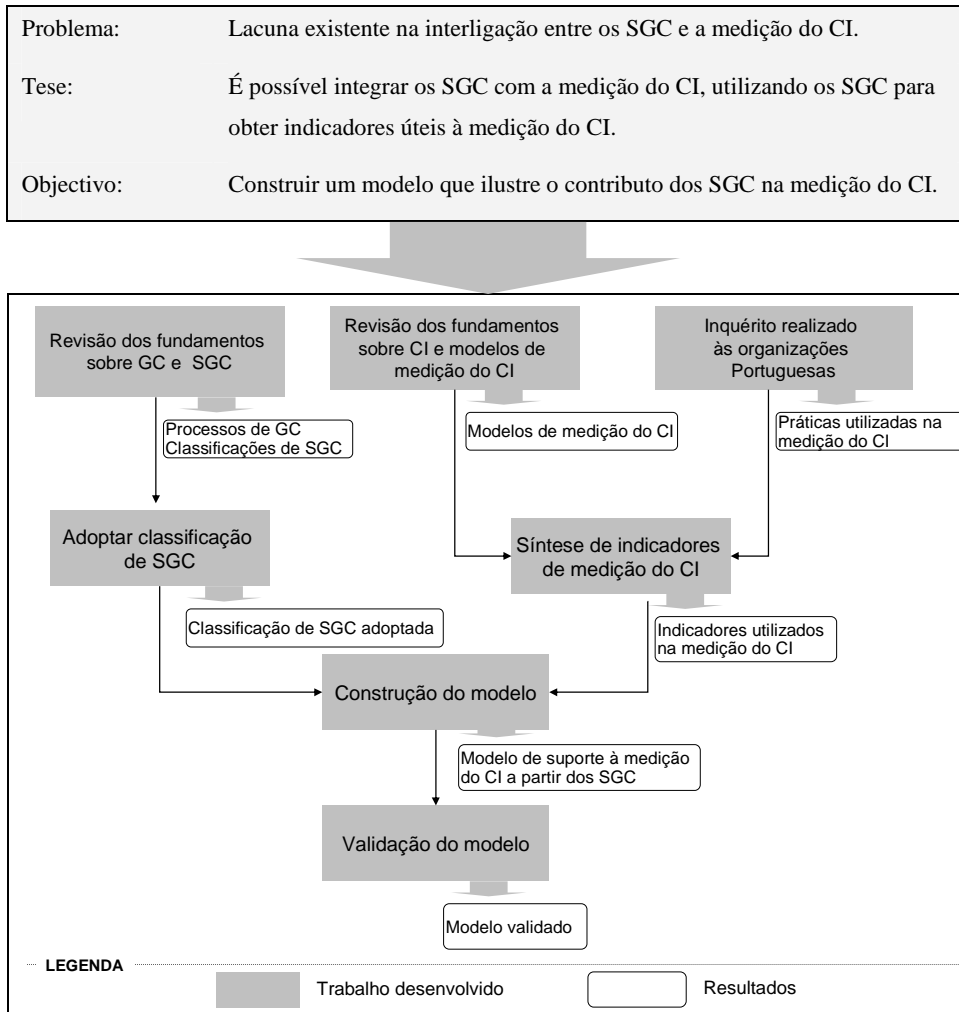 Problema: Lacuna existente na interligação entre os SGC e a medição do CI.
Tese: É possível integrar os SGC com a medição do CI, utilizando os SGC para
obter indicadores úteis à medição do CI.
Objectivo: Construir um modelo que ilustre o contributo dos SGC na medição do CI.
Revisão dos fundamentos
sobre GC e SGC
Revisão dos fundamentos
sobre CI e modelos de
medição do CI
Inquérito realizado
às organizações
Portuguesas
Processos de GC
Classificações de SGC
Modelos de medição do CI
Práticas utilizadas na
medição do CI
Adoptar classificação
de SGC
Síntese de indicadores
de medição do CI
Classificação de SGC adoptada
Indicadores utilizados
na medição do CI
Construção do modelo
Modelo de suporte à medição
do CI a partir dos SGC
Validação do modelo
Modelo validado
LEGENDA
Trabalho desenvolvido
Resultados